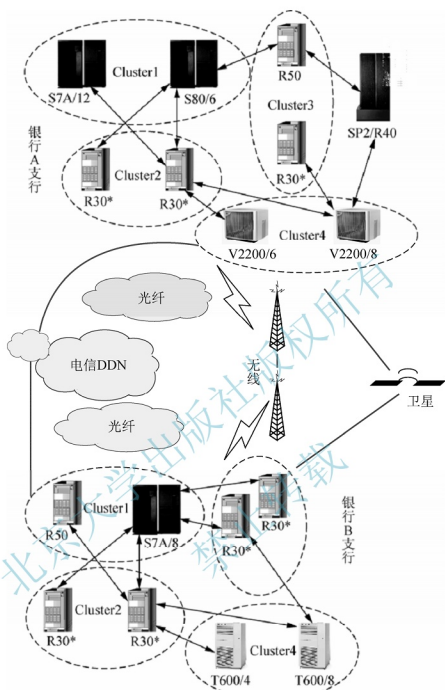 Cluster1
S7A/12
S80/6
R50
Cluster3
SP2/R40
银行A支行
Cluster2
R30*
R30*
R30*
Cluster4
V2200/6
V2200/8
光纤
电信DDN
无线
光纤
卫星
北京大学出版社版权所有
禁止转载
Cluster1
R50
S7A/8
R30*
R30*
银行B支行
Cluster2
R30*
R30*
Cluster4
T600/4
T600/8